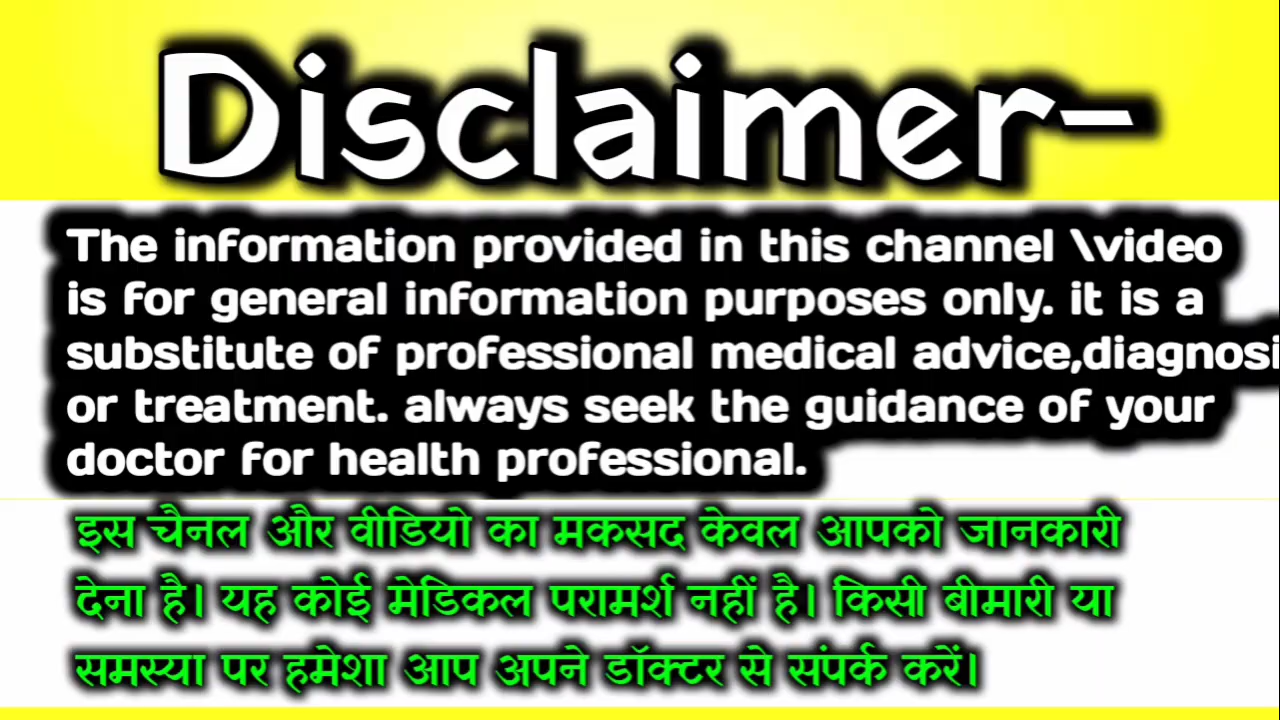 Disclaimer-
The information provided in this channel \video
is for general information purposes only. it is a
substitute of professional medical advice,diagnosi
or treatment. always seek the guidance of your
doctor for health professional.
इस चैनल और वीडियो का मकसद केवल आपको जानकारी
देना है। यह कोई मेडिकल परामर्श नहीं है। किसी बीमारी या
समस्या पर हमेशा आप अपने डॉक्टर से संपर्क करें।